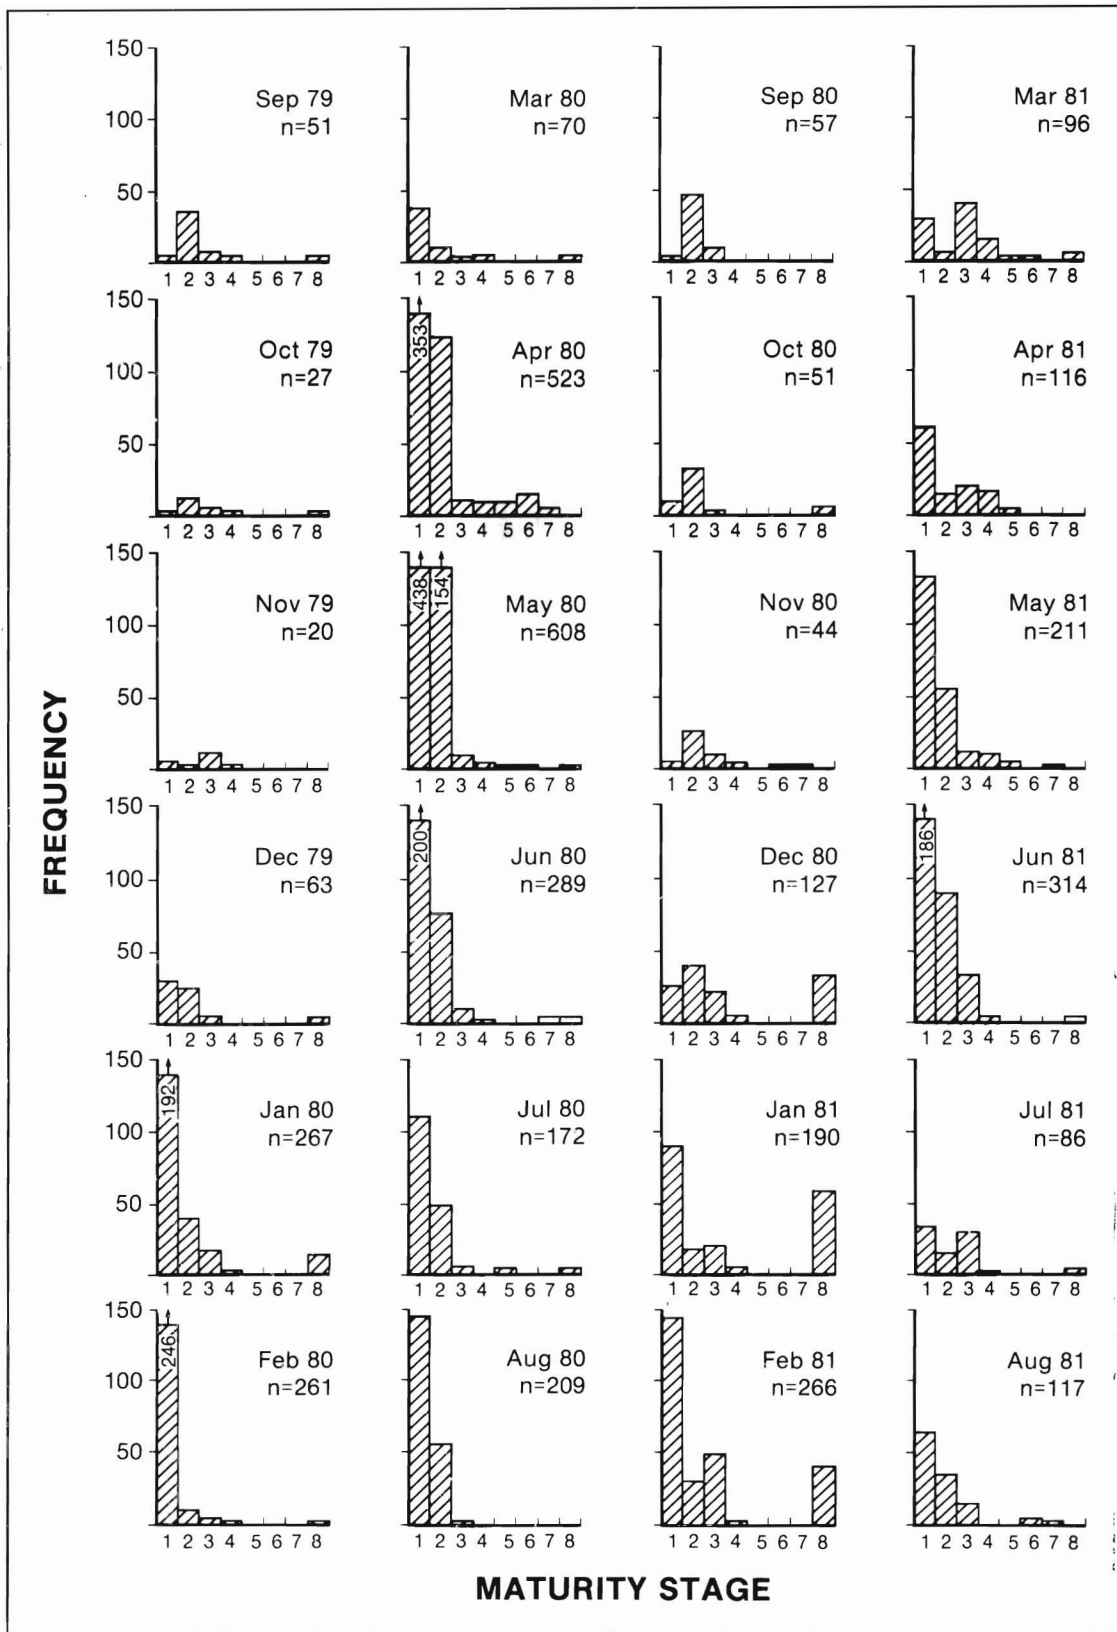 FREQUENCY
150
100
50
Sep 79
n=51
1 2 3 4 5 6 7 8
Mar 80
n=70
1 2 3 4 5 6 7 8
Sep 80
n=57
1 2 3 4 5 6 7 8
Mar 81
n=96
1 2 3 4 5 6 7 8
150
100
50
Oct 79
n=27
1 2 3 4 5 6 7 8
353
Apr 80
n=523
1 2 3 4 5 6 7 8
Oct 80
n=51
1 2 3 4 5 6 7 8
Apr 81
n=116
1 2 3 4 5 6 7 8
150
100
50
Nov 79
n=20
1 2 3 4 5 6 7 8
438
154
May 80
n=608
1 2 3 4 5 6 7 8
Nov 80
n=44
1 2 3 4 5 6 7 8
May 81
n=211
1 2 3 4 5 6 7 8
150
100
50
Dec 79
n=63
1 2 3 4 5 6 7 8
200
Jun 80
n=289
1 2 3 4 5 6 7 8
Dec 80
n=127
1 2 3 4 5 6 7 8
186
Jun 81
n=314
1 2 3 4 5 6 7 8
150
100
50
192
Jan 80
n=267
1 2 3 4 5 6 7 8
Jul 80
n=172
1 2 3 4 5 6 7 8
Jan 81
n=190
1 2 3 4 5 6 7 8
Jul 81
n=86
1 2 3 4 5 6 7 8
150
100
50
246
Feb 80
n=261
1 2 3 4 5 6 7 8
Aug 80
n=209
1 2 3 4 5 6 7 8
Feb 81
n=266
1 2 3 4 5 6 7 8
Aug 81
n=117
1 2 3 4 5 6 7 8
MATURITY STAGE